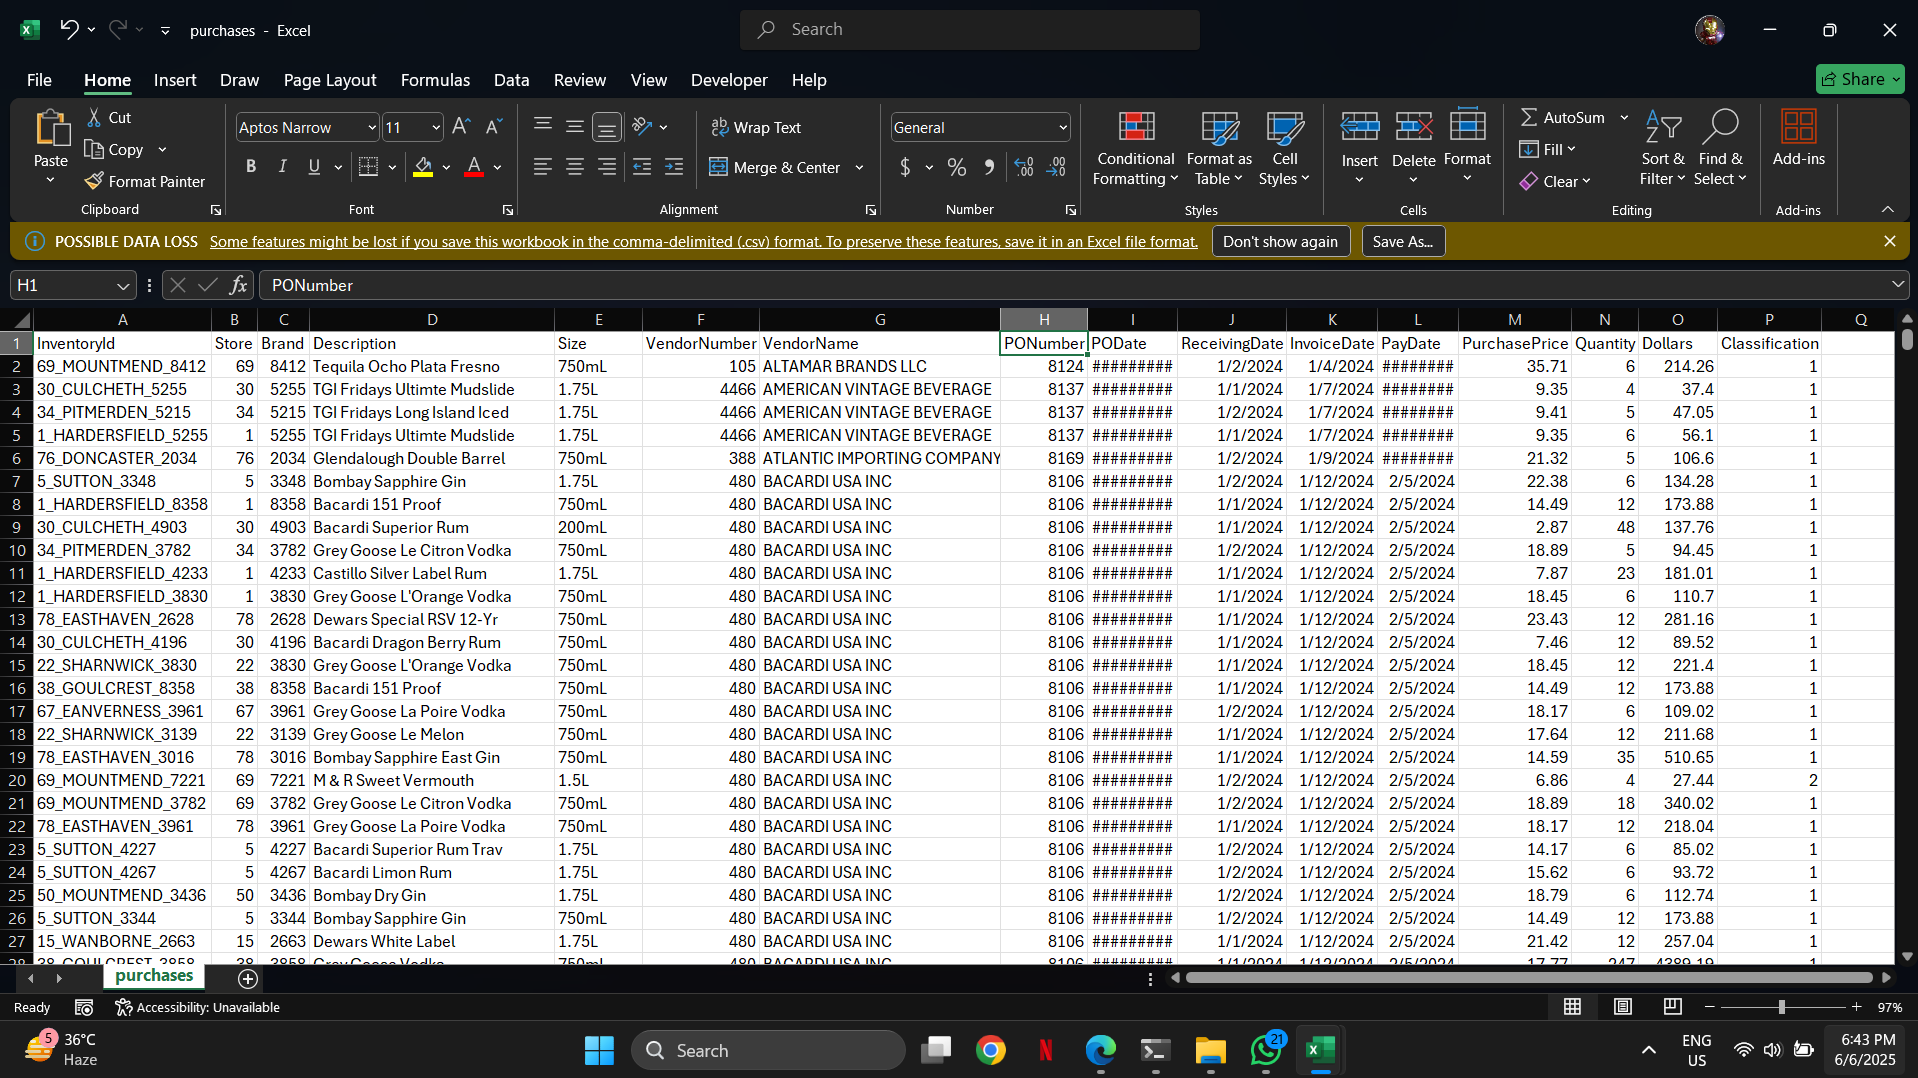 purchases - Excel
Search
File Home Insert Draw Page Layout Formulas Data Review View Developer Help
Share
Paste
Cut
Copy
Format Painter
Clipboard
Aptos Narrow 11
B I U
Font
Wrap Text
Merge & Center
Alignment
General
$ %
Number
Conditional Formatting
Format as Table
Cell Styles
Styles
Insert Delete Format
Cells
AutoSum
Fill
Clear
Sort & Filter
Find & Select
Editing
Add-ins
Add-ins
POSSIBLE DATA LOSS Some features might be lost if you save this workbook in the comma-delimited (.csv) format. To preserve these features, save it in an Excel file format. Don't show again Save As...
H1 fx PONumber
A B C D E F G H I J K L M N O P Q
1 InventoryId Store Brand Description Size VendorNumber VendorName PONumber PODate ReceivingDate InvoiceDate PayDate PurchasePrice Quantity Dollars Classification
2 69_MOUNTMEND_8412 69 8412 Tequila Ocho Plata Fresno 750mL 105 ALTAMAR BRANDS LLC 8124 ######### 1/2/2024 1/4/2024 ######## 35.71 6 214.26 1
3 30_CULCHETH_5255 30 5255 TGI Fridays Ultimte Mudslide 1.75L 4466 AMERICAN VINTAGE BEVERAGE 8137 ######### 1/1/2024 1/7/2024 ######## 9.35 4 37.4 1
4 34_PITMERDEN_5215 34 5215 TGI Fridays Long Island Iced 1.75L 4466 AMERICAN VINTAGE BEVERAGE 8137 ######### 1/2/2024 1/7/2024 ######## 9.41 5 47.05 1
5 1_HARDERSFIELD_5255 1 5255 TGI Fridays Ultimte Mudslide 1.75L 4466 AMERICAN VINTAGE BEVERAGE 8137 ######### 1/1/2024 1/7/2024 ######## 9.35 6 56.1 1
6 76_DONCASTER_2034 76 2034 Glendalough Double Barrel 750mL 388 ATLANTIC IMPORTING COMPANY 8169 ######### 1/2/2024 1/9/2024 ######## 21.32 5 106.6 1
7 5_SUTTON_3348 5 3348 Bombay Sapphire Gin 1.75L 480 BACARDI USA INC 8106 ######### 1/2/2024 1/12/2024 2/5/2024 22.38 6 134.28 1
8 1_HARDERSFIELD_8358 1 8358 Bacardi 151 Proof 750mL 480 BACARDI USA INC 8106 ######### 1/1/2024 1/12/2024 2/5/2024 14.49 12 173.88 1
9 30_CULCHETH_4903 30 4903 Bacardi Superior Rum 200mL 480 BACARDI USA INC 8106 ######### 1/1/2024 1/12/2024 2/5/2024 2.87 48 137.76 1
10 34_PITMERDEN_3782 34 3782 Grey Goose Le Citron Vodka 750mL 480 BACARDI USA INC 8106 ######### 1/2/2024 1/12/2024 2/5/2024 18.89 5 94.45 1
11 1_HARDERSFIELD_4233 1 4233 Castillo Silver Label Rum 1.75L 480 BACARDI USA INC 8106 ######### 1/1/2024 1/12/2024 2/5/2024 7.87 23 181.01 1
12 1_HARDERSFIELD_3830 1 3830 Grey Goose L'Orange Vodka 750mL 480 BACARDI USA INC 8106 ######### 1/1/2024 1/12/2024 2/5/2024 18.45 6 110.7 1
13 78_EASTHAVEN_2628 78 2628 Dewars Special RSV 12-Yr 750mL 480 BACARDI USA INC 8106 ######### 1/1/2024 1/12/2024 2/5/2024 23.43 12 281.16 1
14 30_CULCHETH_4196 30 4196 Bacardi Dragon Berry Rum 750mL 480 BACARDI USA INC 8106 ######### 1/1/2024 1/12/2024 2/5/2024 7.46 12 89.52 1
15 22_SHARNWICK_3830 22 3830 Grey Goose L'Orange Vodka 750mL 480 BACARDI USA INC 8106 ######### 1/2/2024 1/12/2024 2/5/2024 18.45 12 221.4 1
16 38_GOULCREST_8358 38 8358 Bacardi 151 Proof 750mL 480 BACARDI USA INC 8106 ######### 1/1/2024 1/12/2024 2/5/2024 14.49 12 173.88 1
17 67_EANVERNESS_3961 67 3961 Grey Goose La Poire Vodka 750mL 480 BACARDI USA INC 8106 ######### 1/2/2024 1/12/2024 2/5/2024 18.17 6 109.02 1
18 22_SHARNWICK_3139 22 3139 Grey Goose Le Melon 750mL 480 BACARDI USA INC 8106 ######### 1/2/2024 1/12/2024 2/5/2024 17.64 12 211.68 1
19 78_EASTHAVEN_3016 78 3016 Bombay Sapphire East Gin 750mL 480 BACARDI USA INC 8106 ######### 1/1/2024 1/12/2024 2/5/2024 14.59 35 510.65 1
20 69_MOUNTMEND_7221 69 7221 M & R Sweet Vermouth 1.5L 480 BACARDI USA INC 8106 ######### 1/2/2024 1/12/2024 2/5/2024 6.86 4 27.44 2
21 69_MOUNTMEND_3782 69 3782 Grey Goose Le Citron Vodka 750mL 480 BACARDI USA INC 8106 ######### 1/2/2024 1/12/2024 2/5/2024 18.89 18 340.02 1
22 78_EASTHAVEN_3961 78 3961 Grey Goose La Poire Vodka 750mL 480 BACARDI USA INC 8106 ######### 1/1/2024 1/12/2024 2/5/2024 18.17 12 218.04 1
23 5_SUTTON_4227 5 4227 Bacardi Superior Rum Trav 1.75L 480 BACARDI USA INC 8106 ######### 1/2/2024 1/12/2024 2/5/2024 14.17 6 85.02 1
24 5_SUTTON_4267 5 4267 Bacardi Limon Rum 1.75L 480 BACARDI USA INC 8106 ######### 1/2/2024 1/12/2024 2/5/2024 15.62 6 93.72 1
25 50_MOUNTMEND_3436 50 3436 Bombay Dry Gin 1.75L 480 BACARDI USA INC 8106 ######### 1/2/2024 1/12/2024 2/5/2024 18.79 6 112.74 1
26 5_SUTTON_3344 5 3344 Bombay Sapphire Gin 750mL 480 BACARDI USA INC 8106 ######### 1/2/2024 1/12/2024 2/5/2024 14.49 12 173.88 1
27 15_WANBORNE_2663 15 2663 Dewars White Label 1.75L 480 BACARDI USA INC 8106 ######### 1/1/2024 1/12/2024 2/5/2024 21.42 12 257.04 1
purchases
Ready Accessibility: Unavailable 97%
5 36°C
Haze
Search
21
ENG
US
6:43 PM
6/6/2025